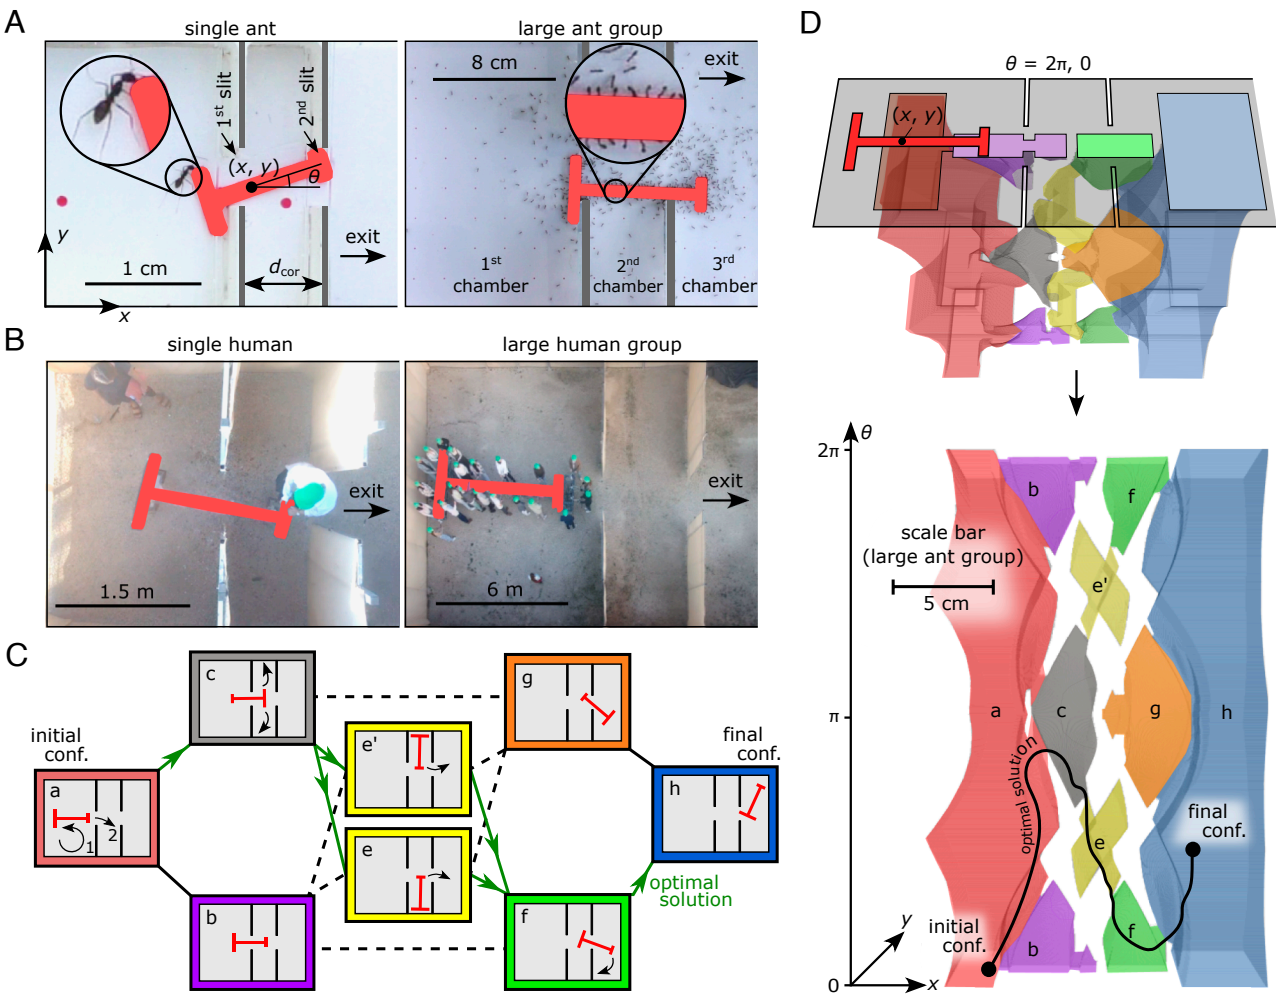 A
single ant
1st slit
2nd slit
(x, y)
θ
y
exit
1 cm
dcor
x
large ant group
8 cm
exit
1st
chamber
2nd
chamber
3rd
chamber
B
single human
exit
1.5 m
large human group
exit
6 m
C
initial
conf.
a
1
2
c
b
e'
e
g
f
optimal
solution
final
conf.
h
D
θ = 2π, 0
(x, y)
θ
2π
b
f
scale bar
(large ant group)
5 cm
e'
π
a
c
g
h
optimal solution
final
conf.
e
initial
conf.
b
f
y
0
x